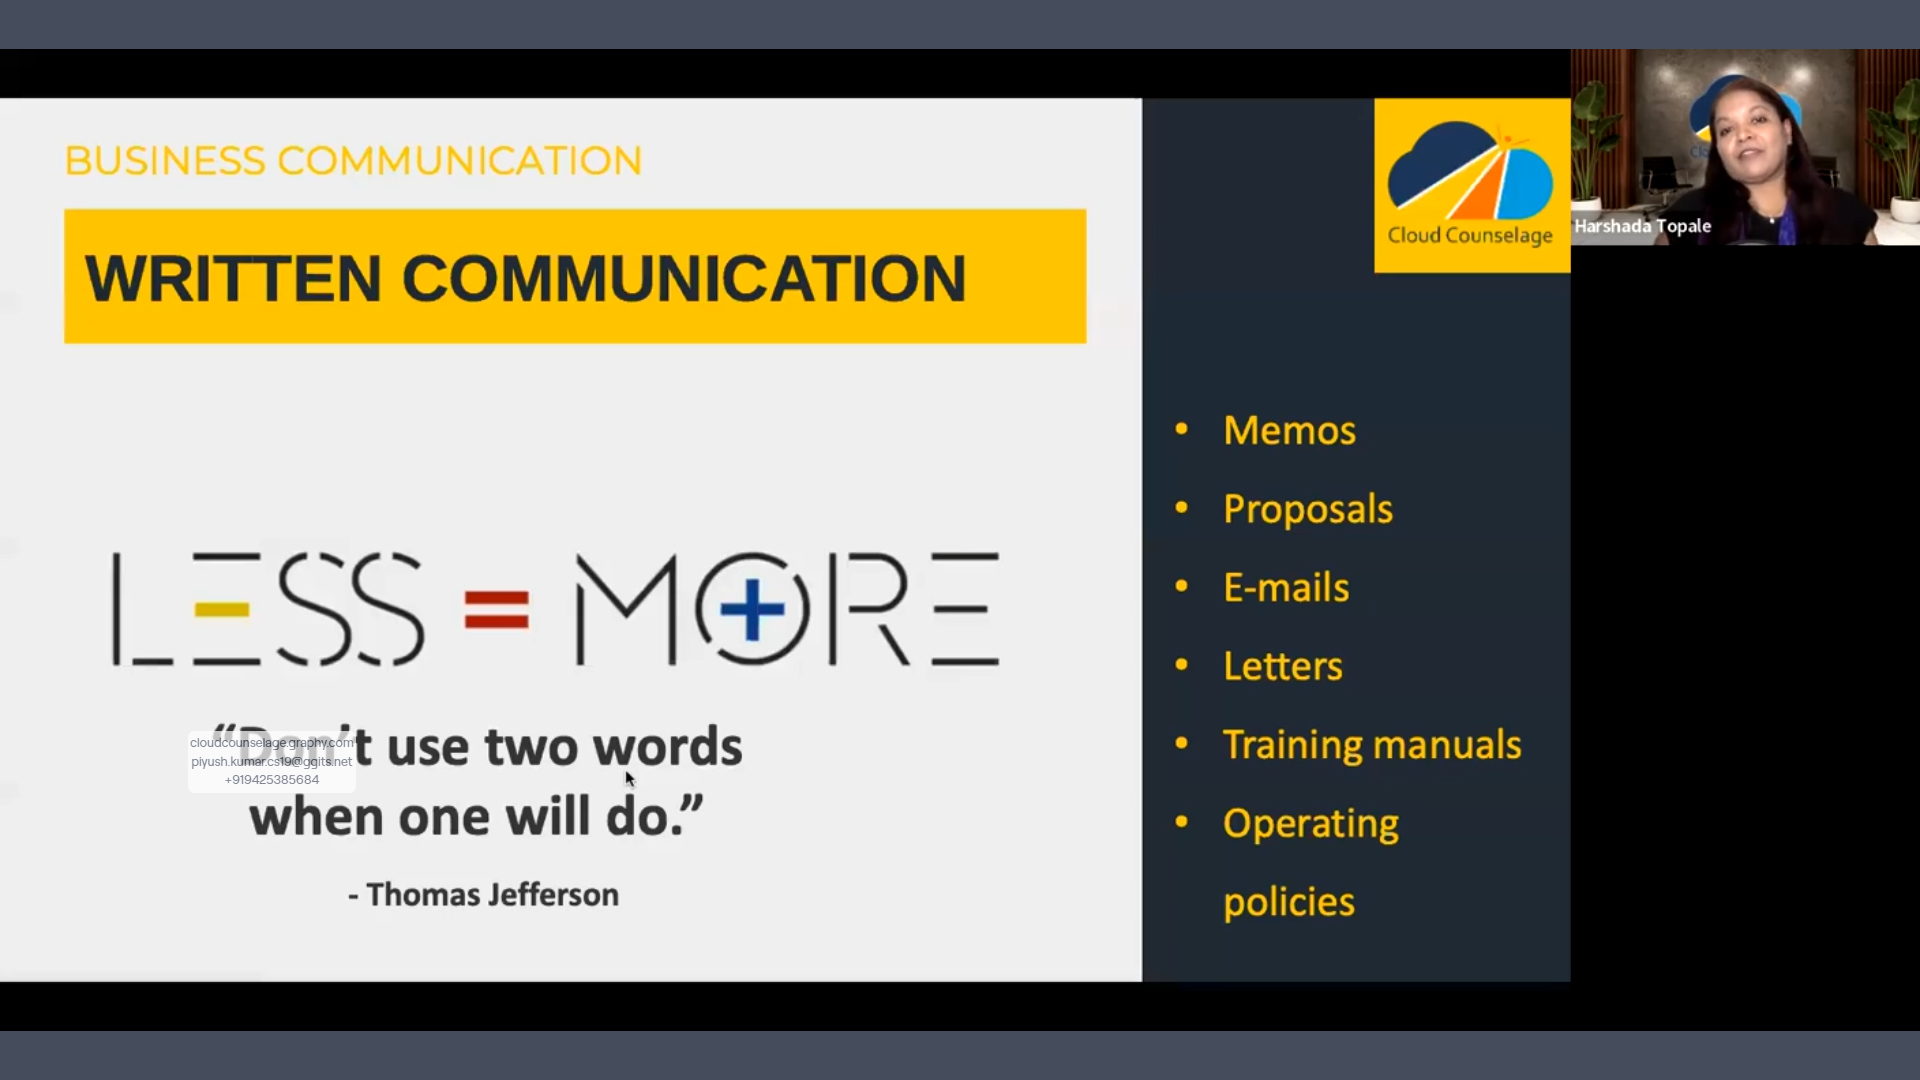 BUSINESS COMMUNICATION
WRITTEN COMMUNICATION
LESS = MORE
“Don’t use two words
when one will do.”
- Thomas Jefferson
cloudcounselage.graphy.com
piyush.kumar.cs19@ggits.net
+919425385684
Cloud Counselage
• Memos
• Proposals
• E-mails
• Letters
• Training manuals
• Operating
policies
Harshada Topale